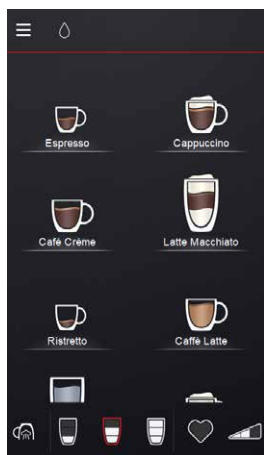 Espresso
Cappuccino
Café Crème
Latte Macchiato
Ristretto
Caffè Latte